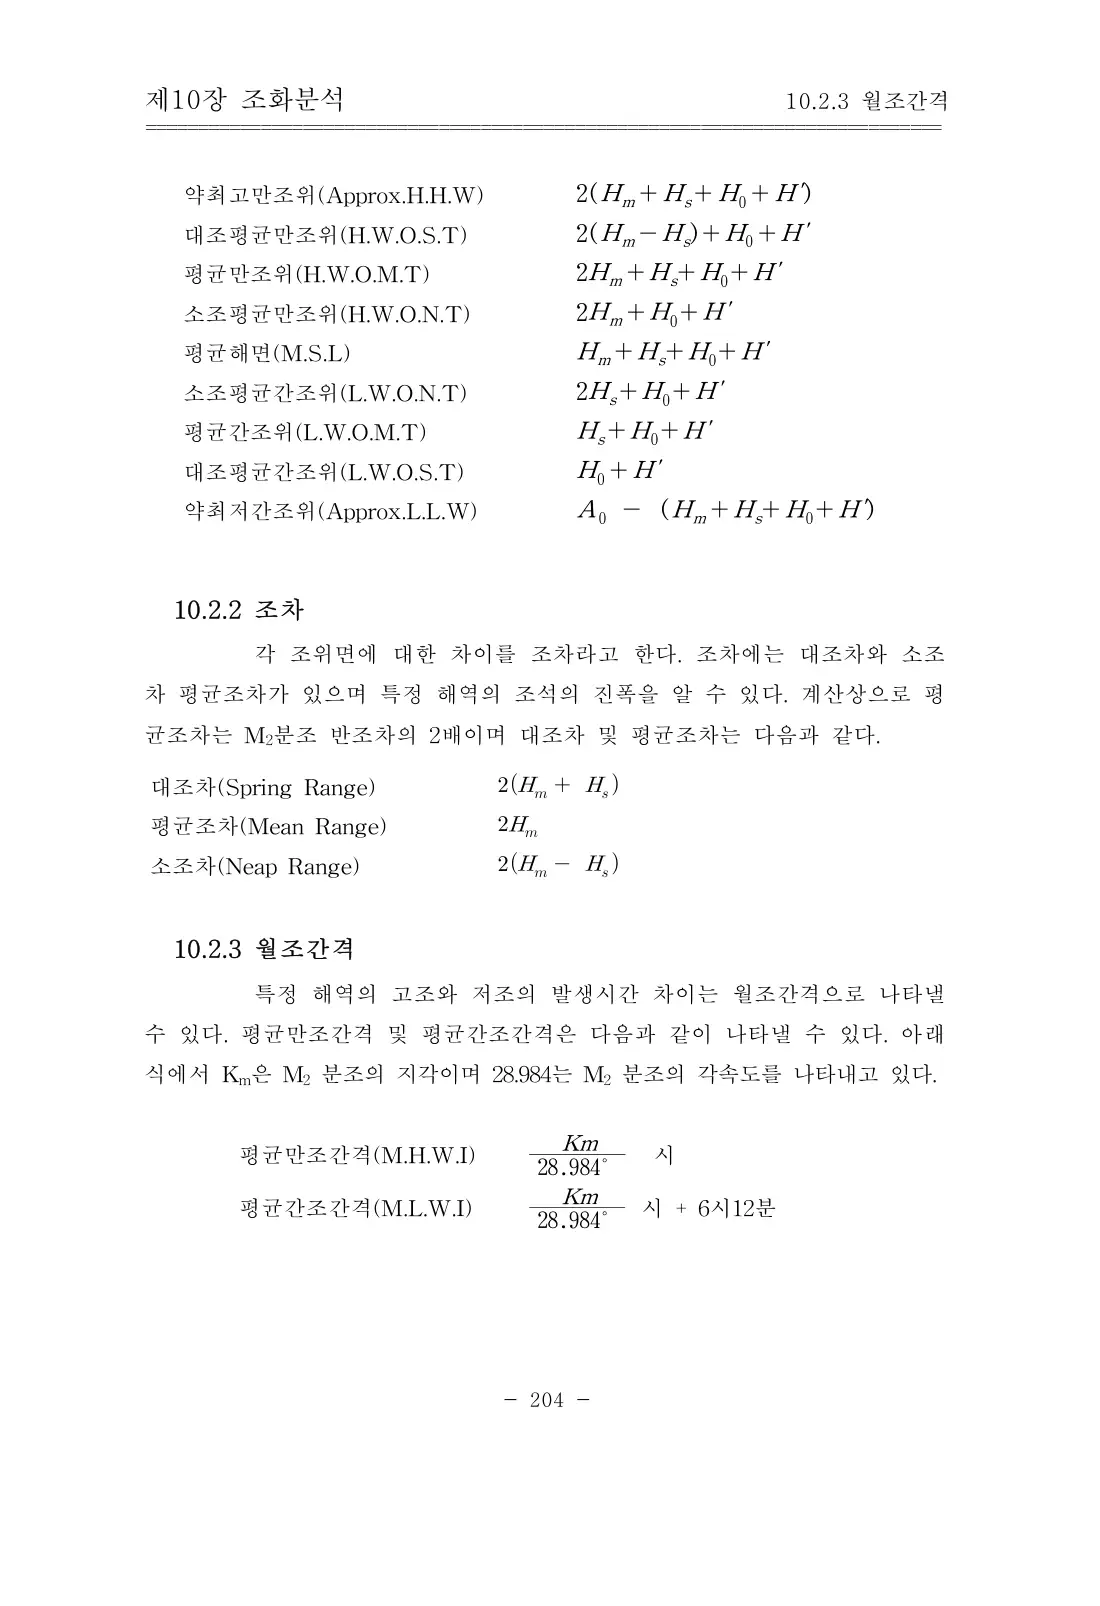 제10장 조화분석 10.2.3 월조간격
약최고만조위(Approx.H.H.W) 2(Hₘ+Hₛ+H₀+H′)
대조평균만조위(H.W.O.S.T) 2(Hₘ−Hₛ)+H₀+H′
평균만조위(H.W.O.M.T) 2Hₘ+Hₛ+H₀+H′
소조평균만조위(H.W.O.N.T) 2Hₘ+H₀+H′
평균해면(M.S.L) Hₘ+Hₛ+H₀+H′
소조평균간조위(L.W.O.N.T) 2Hₛ+H₀+H′
평균간조위(L.W.O.M.T) Hₛ+H₀+H′
대조평균간조위(L.W.O.S.T) H₀+H′
약최저간조위(Approx.L.L.W) A₀ − (Hₘ+Hₛ+H₀+H′)
10.2.2 조차
각 조위면에 대한 차이를 조차라고 한다. 조차에는 대조차와 소조
차 평균조차가 있으며 특정 해역의 조석의 진폭을 알 수 있다. 계산상으로 평
균조차는 M₂분조 반조차의 2배이며 대조차 및 평균조차는 다음과 같다.
대조차(Spring Range) 2(Hₘ+ Hₛ)
평균조차(Mean Range) 2Hₘ
소조차(Neap Range) 2(Hₘ− Hₛ)
10.2.3 월조간격
특정 해역의 고조와 저조의 발생시간 차이는 월조간격으로 나타낼
수 있다. 평균만조간격 및 평균간조간격은 다음과 같이 나타낼 수 있다. 아래
식에서 Kₘ은 M₂ 분조의 지각이며 28.984는 M₂ 분조의 각속도를 나타내고 있다.
평균만조간격(M.H.W.I) Km/28.984° 시
평균간조간격(M.L.W.I) Km/28.984° 시 + 6시12분
- 204 -